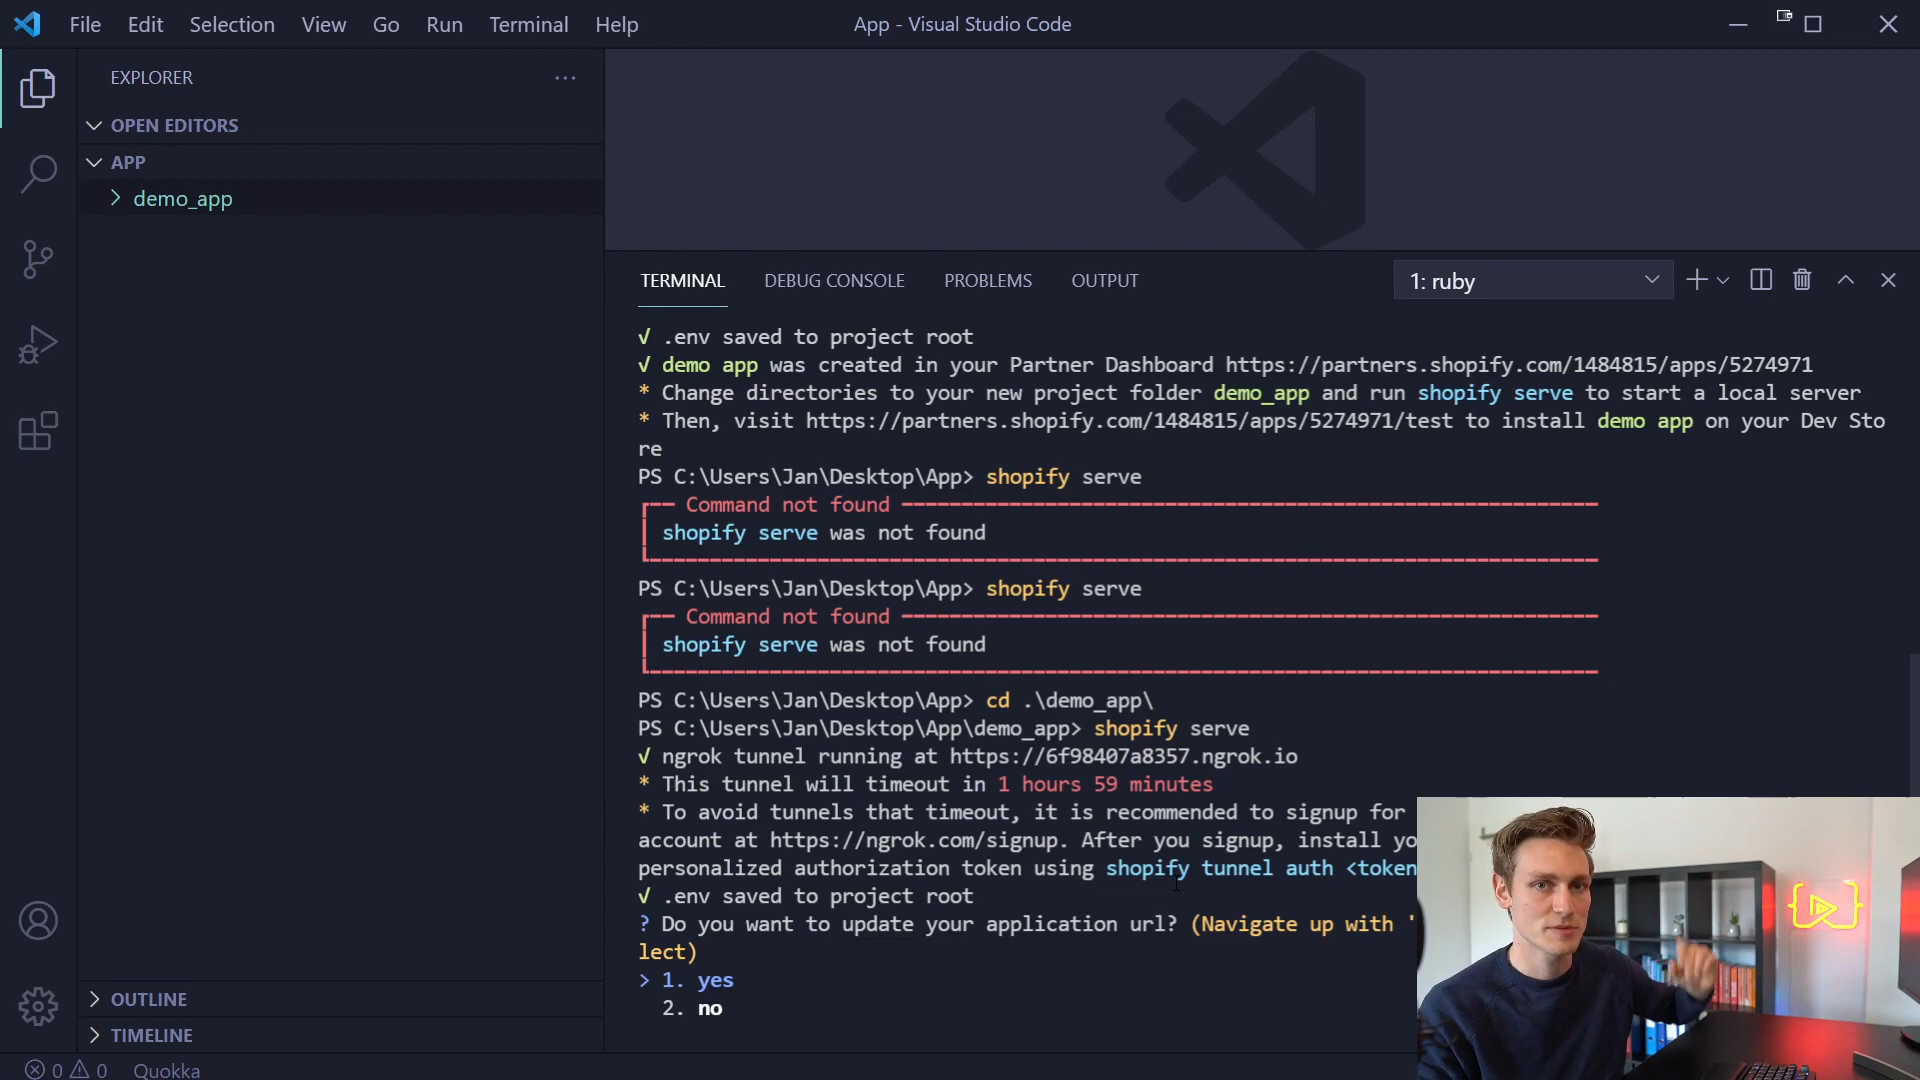 File Edit Selection View Go Run Terminal Help
App - Visual Studio Code
EXPLORER
OPEN EDITORS
APP
demo_app
OUTLINE
TIMELINE
TERMINAL DEBUG CONSOLE PROBLEMS OUTPUT
1: ruby
√ .env saved to project root
√ demo app was created in your Partner Dashboard https://partners.shopify.com/1484815/apps/5274971
* Change directories to your new project folder demo_app and run shopify serve to start a local server
* Then, visit https://partners.shopify.com/1484815/apps/5274971/test to install demo app on your Dev Sto
re
PS C:\Users\Jan\Desktop\App> shopify serve
Command not found
shopify serve was not found
PS C:\Users\Jan\Desktop\App> shopify serve
Command not found
shopify serve was not found
PS C:\Users\Jan\Desktop\App> cd .\demo_app\
PS C:\Users\Jan\Desktop\App\demo_app> shopify serve
√ ngrok tunnel running at https://6f98407a8357.ngrok.io
* This tunnel will timeout in 1 hours 59 minutes
* To avoid tunnels that timeout, it is recommended to signup for
account at https://ngrok.com/signup. After you signup, install yo
personalized authorization token using shopify tunnel auth <token
√ .env saved to project root
? Do you want to update your application url? (Navigate up with '
lect)
> 1. yes
2. no
0 0 Quokka